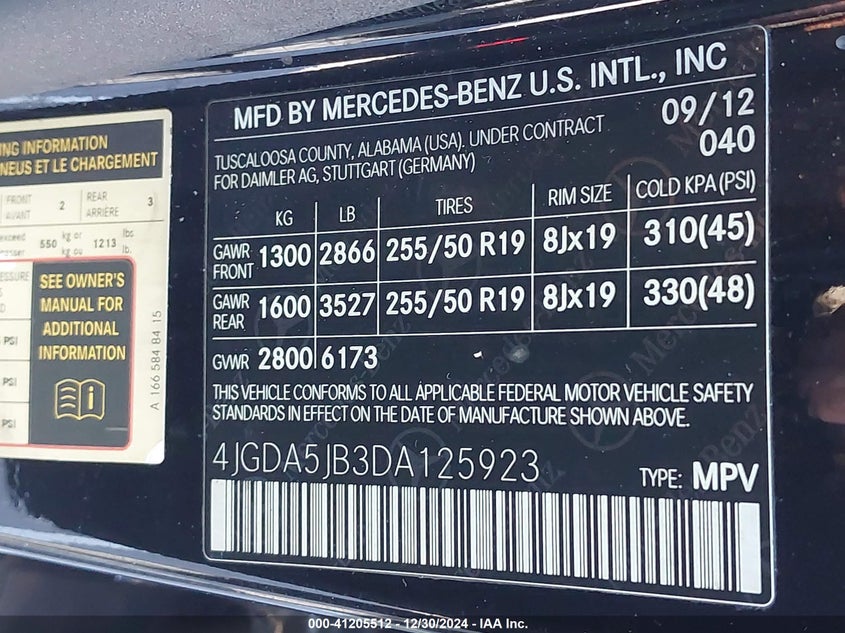 ING INFORMATION
NEUS ET LE CHARGEMENT
FRONT 2 REAR 3
AVANT ARRIÈRE
exceed 550 kg or 1213 lbs
kg ou lb.
SEE OWNER'S
MANUAL FOR
ADDITIONAL
INFORMATION
PSI
PSI
PSI
A 166 584 84 15
MFD BY MERCEDES-BENZ U.S. INTL., INC
TUSCALOOSA COUNTY, ALABAMA (USA). UNDER CONTRACT
FOR DAIMLER AG, STUTTGART (GERMANY)
09/12
040
KG LB TIRES RIM SIZE COLD KPA (PSI)
GAWR FRONT 1300 2866 255/50 R19 8Jx19 310(45)
GAWR REAR 1600 3527 255/50 R19 8Jx19 330(48)
GVWR 2800 6173
THIS VEHICLE CONFORMS TO ALL APPLICABLE FEDERAL MOTOR VEHICLE SAFETY
STANDARDS IN EFFECT ON THE DATE OF MANUFACTURE SHOWN ABOVE.
4JGDA5JB3DA125923 TYPE: MPV
000-41205512 - 12/30/2024 - IAA Inc.